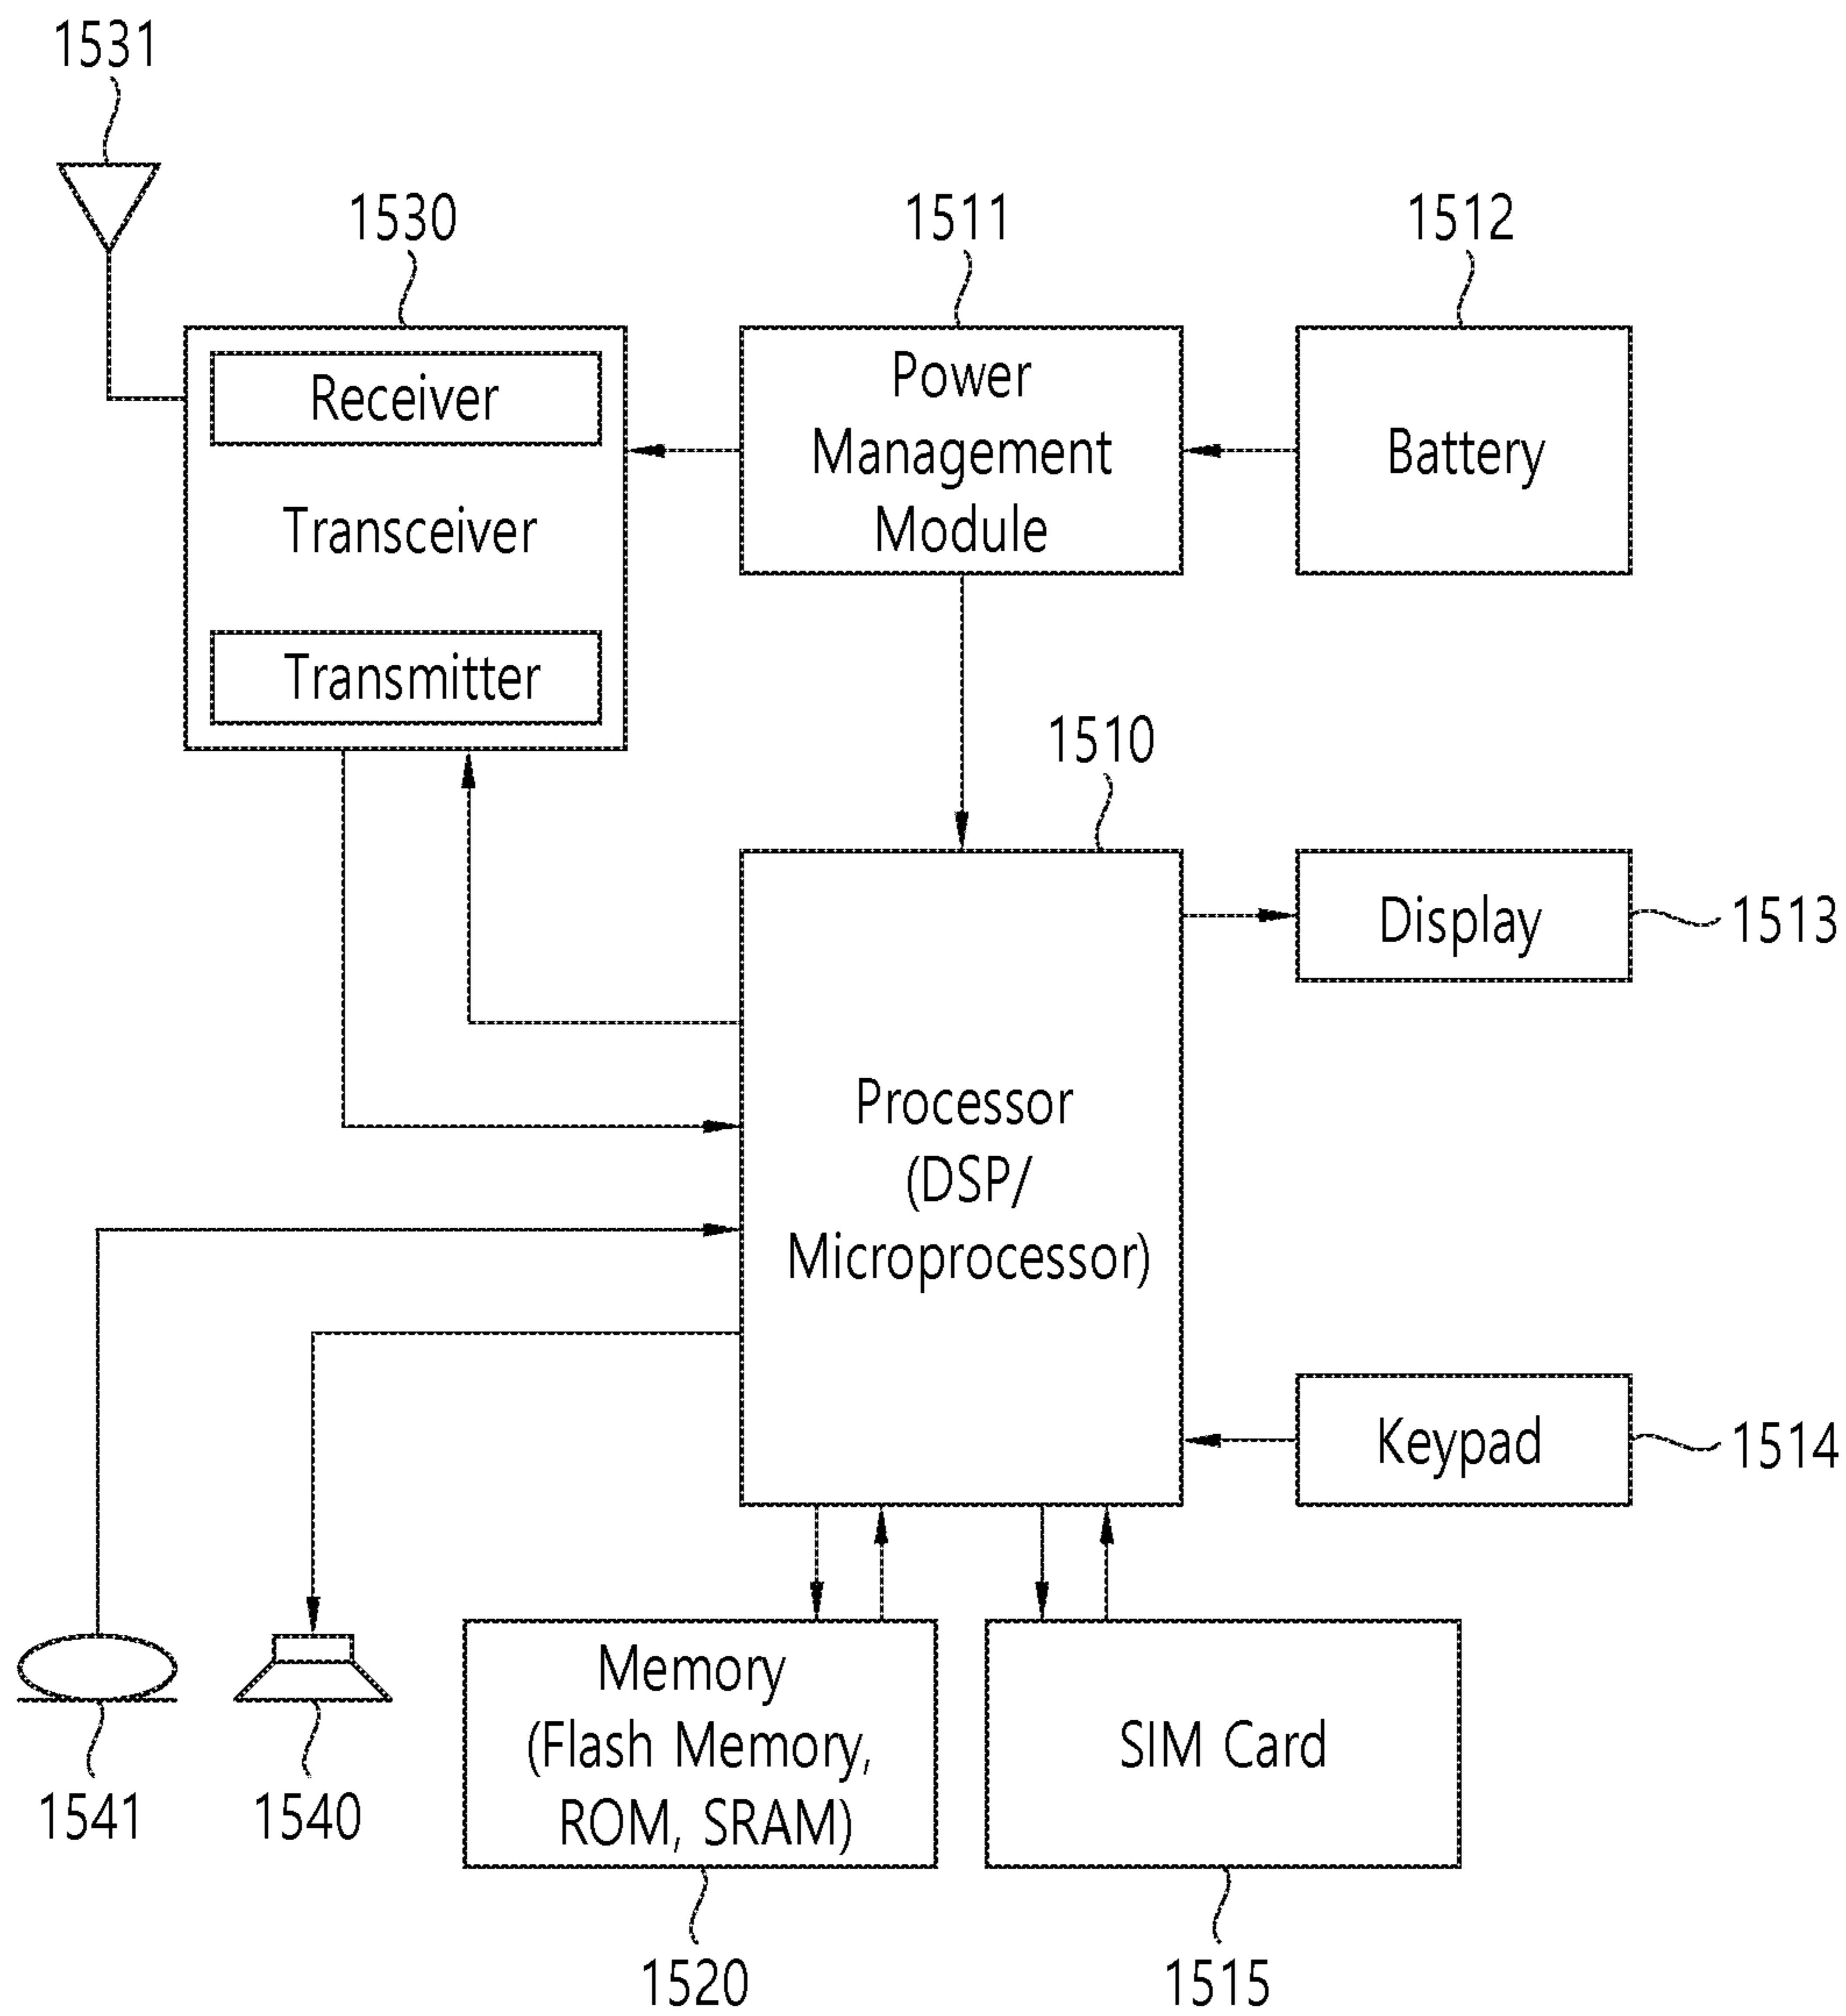 1531
1530
1511
1512
Receiver
Transceiver
Transmitter
Power
Management
Module
Battery
1510
Display
1513
Processor
(DSP/
Microprocessor)
Keypad
1514
Memory
(Flash Memory,
ROM, SRAM)
SIM Card
1541
1540
1520
1515